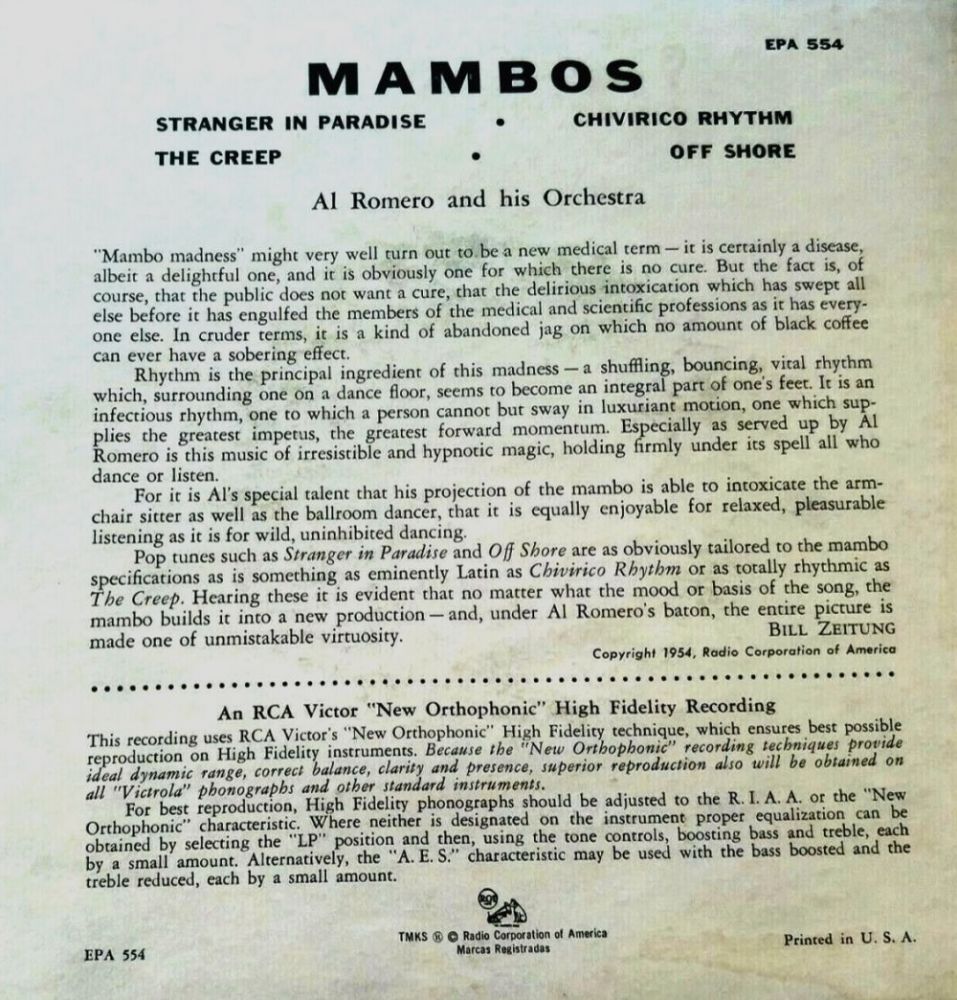 EPA 554
MAMBOS
STRANGER IN PARADISE • CHIVIRICO RHYTHM
THE CREEP • OFF SHORE
Al Romero and his Orchestra
"Mambo madness" might very well turn out to be a new medical term — it is certainly a disease,
albeit a delightful one, and it is obviously one for which there is no cure. But the fact is, of
course, that the public does not want a cure, that the delirious intoxication which has swept all
else before it has engulfed the members of the medical and scientific professions as it has every-
one else. In cruder terms, it is a kind of abandoned jag on which no amount of black coffee
can ever have a sobering effect.
Rhythm is the principal ingredient of this madness — a shuffling, bouncing, vital rhythm
which, surrounding one on a dance floor, seems to become an integral part of one's feet. It is an
infectious rhythm, one to which a person cannot but sway in luxuriant motion, one which sup-
plies the greatest impetus, the greatest forward momentum. Especially as served up by Al
Romero is this music of irresistible and hypnotic magic, holding firmly under its spell all who
dance or listen.
For it is Al's special talent that his projection of the mambo is able to intoxicate the arm-
chair sitter as well as the ballroom dancer, that it is equally enjoyable for relaxed, pleasurable
listening as it is for wild, uninhibited dancing.
Pop tunes such as Stranger in Paradise and Off Shore are as obviously tailored to the mambo
specifications as is something as eminently Latin as Chivirico Rhythm or as totally rhythmic as
The Creep. Hearing these it is evident that no matter what the mood or basis of the song, the
mambo builds it into a new production — and, under Al Romero's baton, the entire picture is
made one of unmistakable virtuosity. BILL ZEITUNG
Copyright 1954, Radio Corporation of America
An RCA Victor "New Orthophonic" High Fidelity Recording
This recording uses RCA Victor's "New Orthophonic" High Fidelity technique, which ensures best possible
reproduction on High Fidelity instruments. Because the "New Orthophonic" recording techniques provide
ideal dynamic range, correct balance, clarity and presence, superior reproduction also will be obtained on
all "Victrola" phonographs and other standard instruments.
For best reproduction, High Fidelity phonographs should be adjusted to the R. I. A. A. or the "New
Orthophonic" characteristic. Where neither is designated on the instrument proper equalization can be
obtained by selecting the "LP" position and then, using the tone controls, boosting bass and treble, each
by a small amount. Alternatively, the "A. E. S." characteristic may be used with the bass boosted and the
treble reduced, each by a small amount.
RCA
TMKS ® © Radio Corporation of America
Marcas Registradas
EPA 554
Printed in U. S. A.